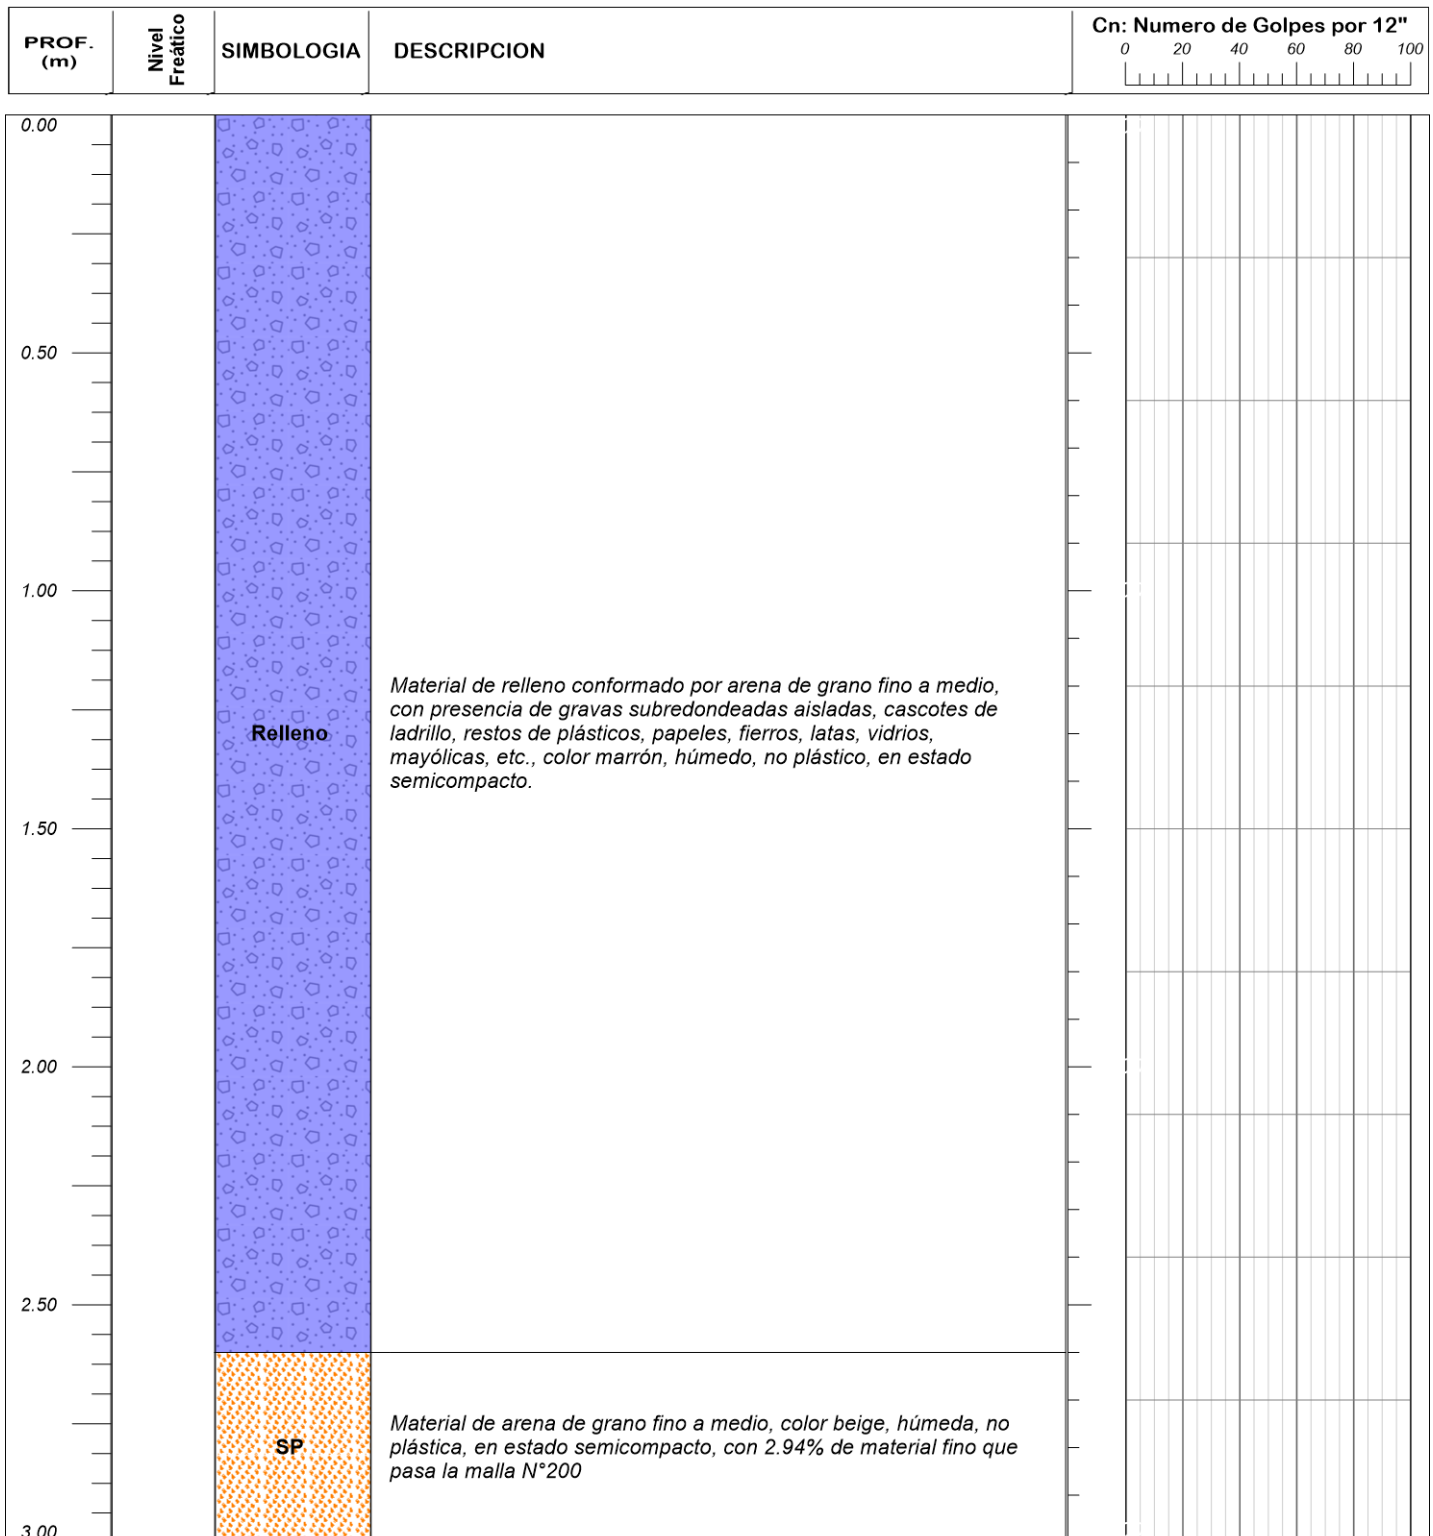 PROF.
(m)
Nivel
Freático
SIMBOLOGIA
DESCRIPCION
Cn: Numero de Golpes por 12"
0 20 40 60 80 100
0.00
0.50
1.00
Material de relleno conformado por arena de grano fino a medio,
con presencia de gravas subredondeadas aisladas, cascotes de
Relleno
ladrillo, restos de plásticos, papeles, fierros, latas, vidrios,
mayólicas, etc., color marrón, húmedo, no plástico, en estado
semicompacto.
1.50
2.00
2.50
Material de arena de grano fino a medio, color beige, húmeda, no
SP
plástica, en estado semicompacto, con 2.94% de material fino que
pasa la malla N°200
3.00